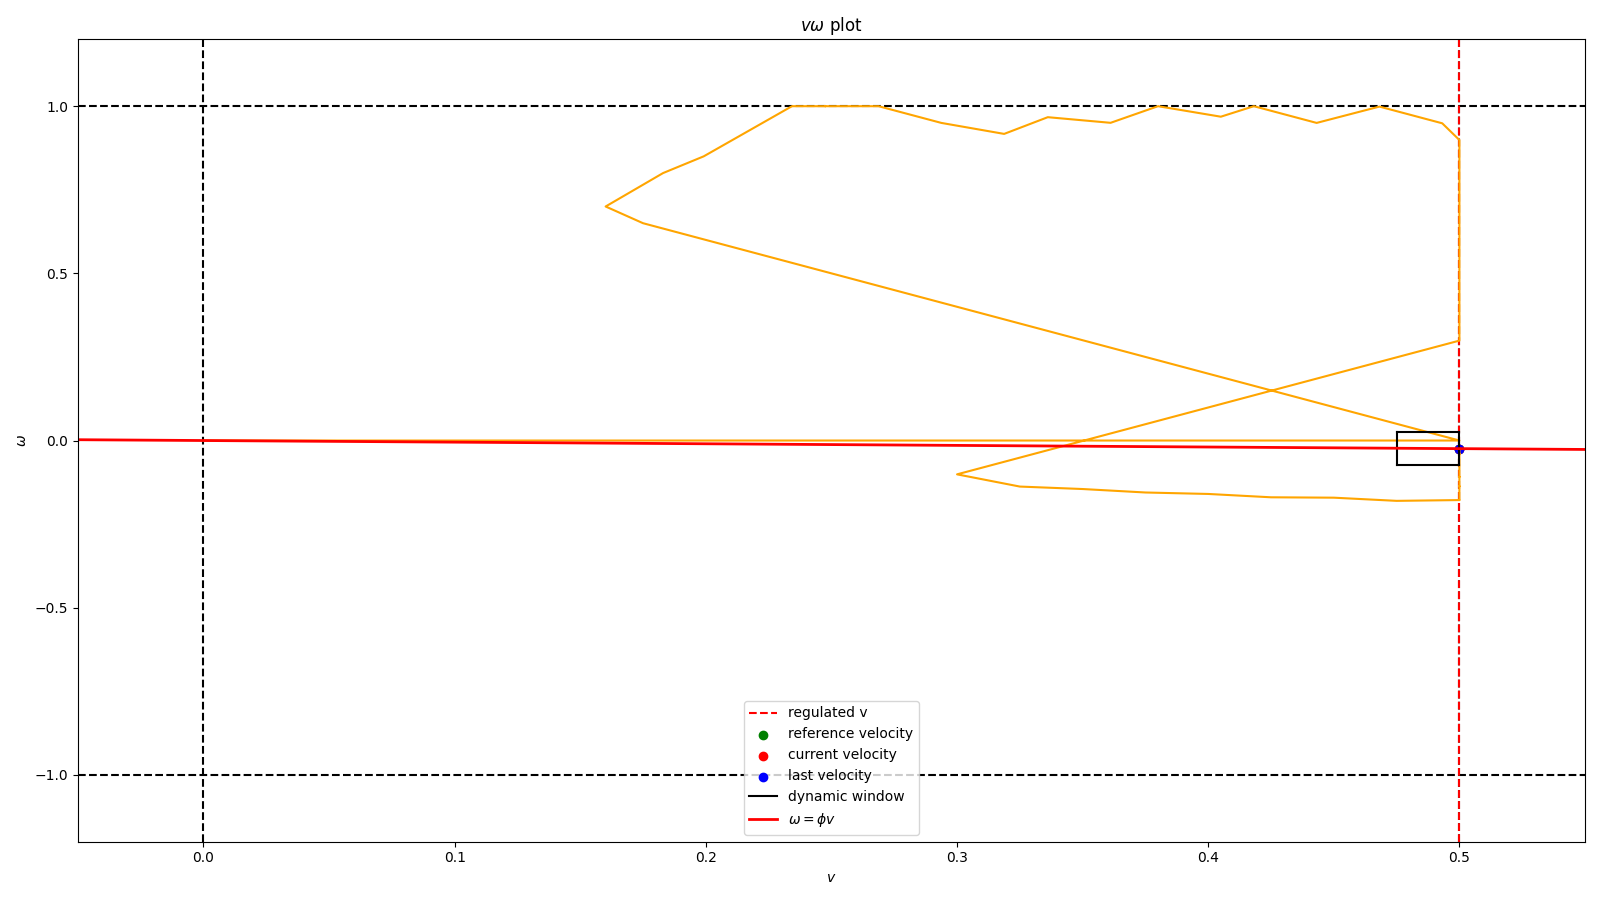 vω plot
1.0
0.5
0.0
−0.5
−1.0
ω
regulated v
reference velocity
current velocity
last velocity
dynamic window
ω = ϕv
0.0 0.1 0.2 0.3 0.4 0.5
v